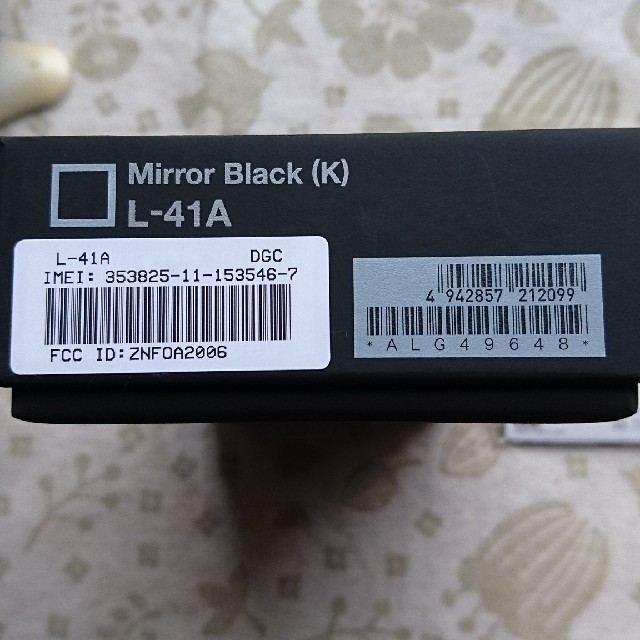 Mirror Black (K)
L-41A
L-41A DGC
IMEI: 353825-11-153546-7
FCC ID:ZNFOA2006
4 942857 212099
*ALG49648*